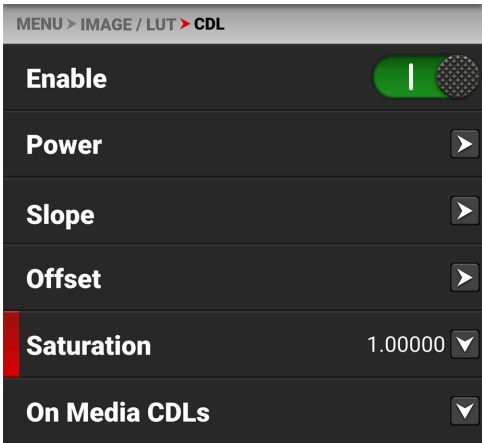 MENU > IMAGE / LUT > CDL
Enable
Power
Slope
Offset
Saturation 1.00000
On Media CDLs